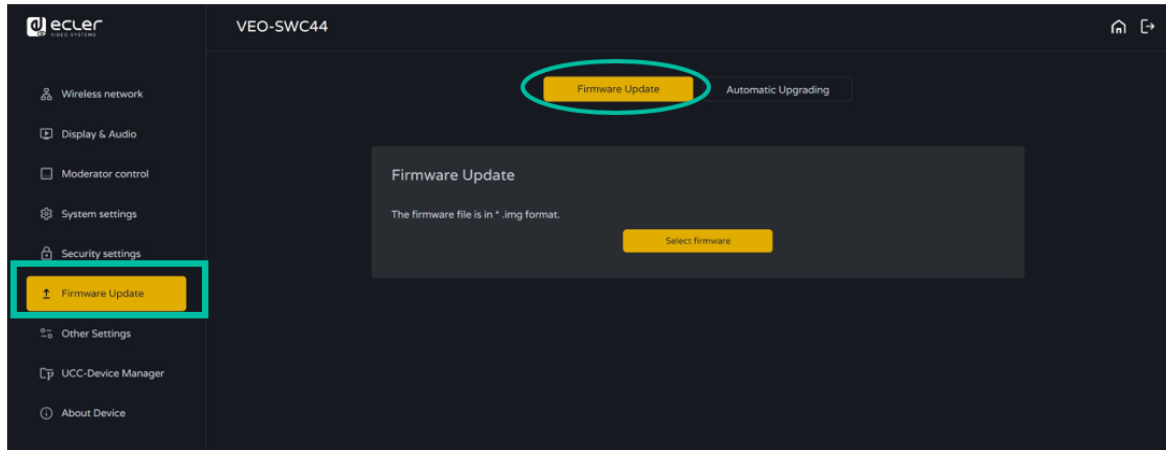 ecler
VIDEO SYSTEMS
VEO-SWC44
Wireless network
Display & Audio
Moderator control
System settings
Security settings
Firmware Update
Other Settings
UCC-Device Manager
About Device
Firmware Update
Automatic Upgrading
Firmware Update
The firmware file is in * .img format.
Select firmware